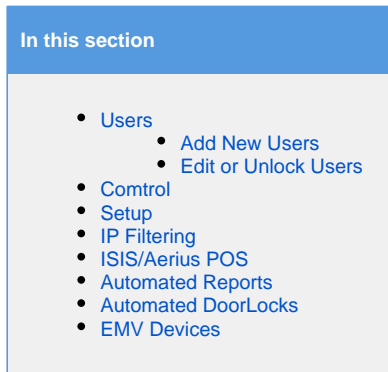 In this section
Users
Add New Users
Edit or Unlock Users
Comtrol
Setup
IP Filtering
ISIS/Aerius POS
Automated Reports
Automated DoorLocks
EMV Devices